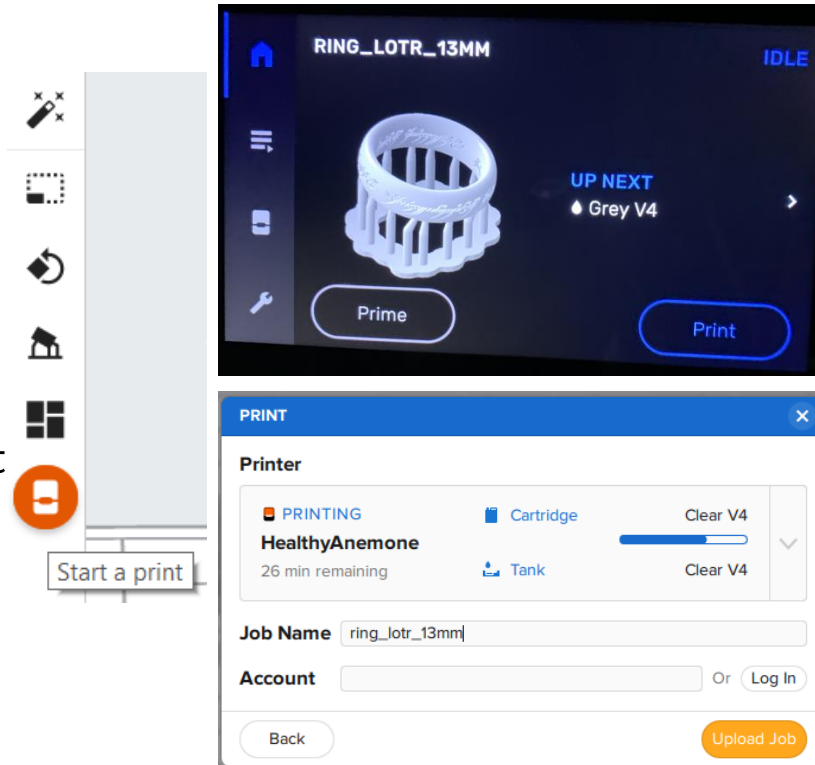 t
Start a print
RING_LOTR_13MM
IDLE
UP NEXT
Grey V4
Prime
Print
PRINT
Printer
PRINTING
Cartridge
Clear V4
HealthyAnemone
26 min remaining
Tank
Clear V4
Job Name
ring_lotr_13mm
Account
Or
Log In
Back
Upload Job